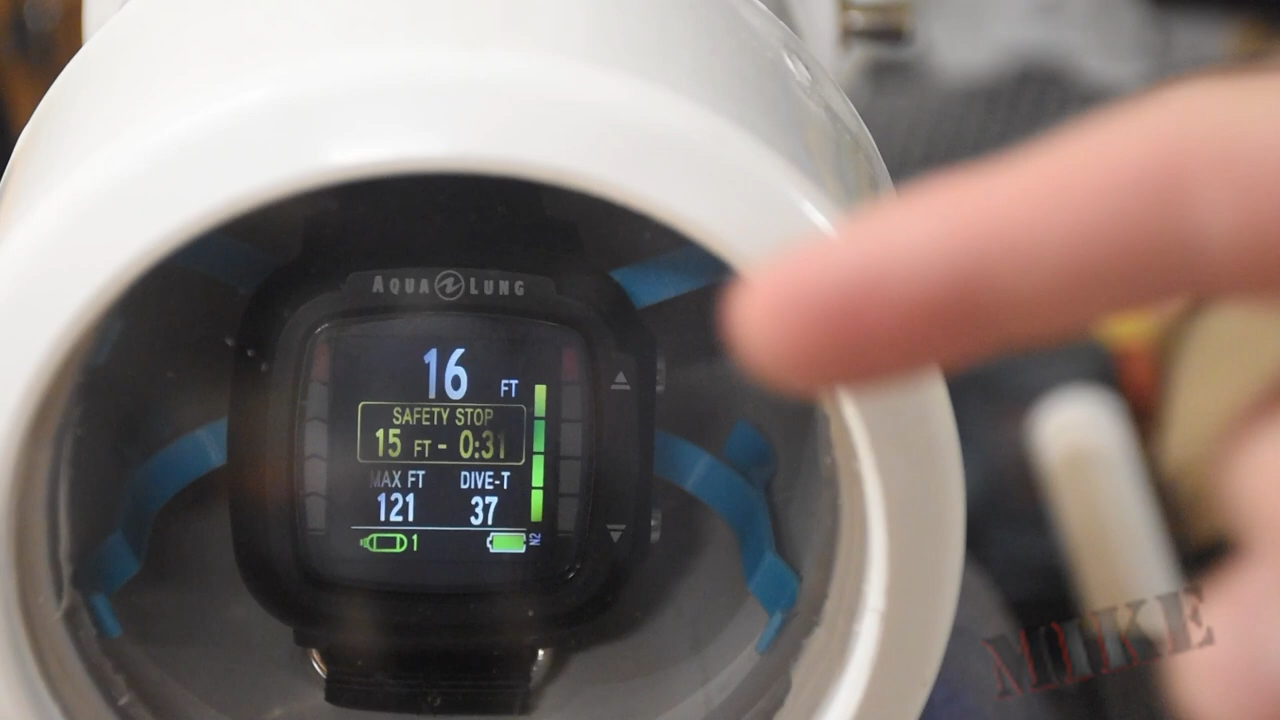 AQUA LUNG
16 FT
SAFETY STOP
15 FT - 0:31
MAX FT DIVE-T
121 37
1 N2
MIKE